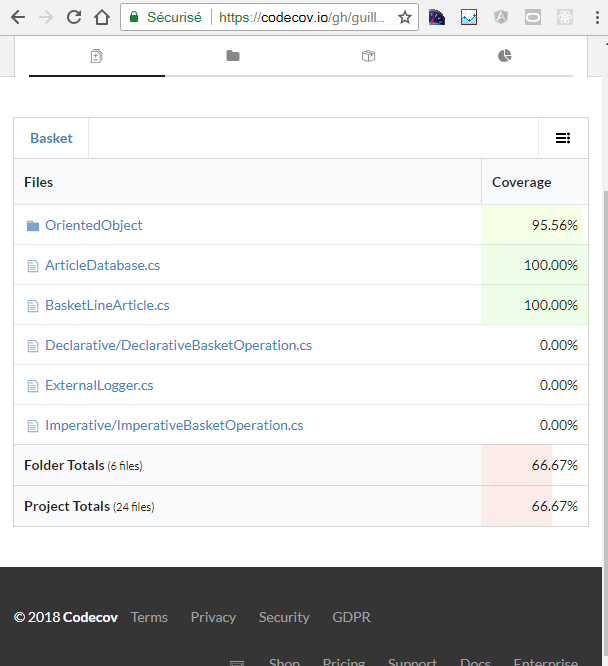 Sécurisé https://codecov.io/gh/guill...
Basket
Files Coverage
OrientedObject 95.56%
ArticleDatabase.cs 100.00%
BasketLineArticle.cs 100.00%
Declarative/DeclarativeBasketOperation.cs 0.00%
ExternalLogger.cs 0.00%
Imperative/ImperativeBasketOperation.cs 0.00%
Folder Totals (6 files) 66.67%
Project Totals (24 files) 66.67%
© 2018 Codecov Terms Privacy Security GDPR
Shop Pricing Support Docs Enterprise